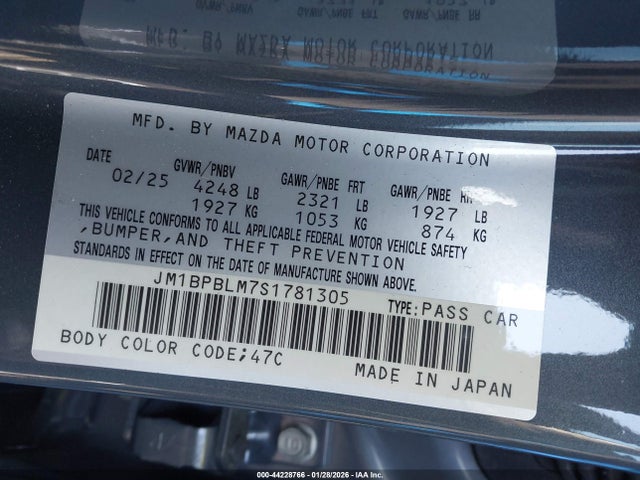 MFD. BY MAZDA MOTOR CORPORATION
DATE GVWR/PNBV GAWR/PNBE FRT GAWR/PNBE RR
02/25 4248 LB 2321 LB 1927 LB
1927 KG 1053 KG 874 KG
THIS VEHICLE CONFORMS TO ALL APPLICABLE FEDERAL MOTOR VEHICLE SAFETY
,BUMPER,AND THEFT PREVENTION
STANDARDS IN EFFECT ON THE DATE OF MANUFACTURE SHOWN ABOVE.
JM1BPBLM7S1781305
TYPE:PASS CAR
BODY COLOR CODE;47C
MADE IN JAPAN
000-44228766 - 01/28/2026 - IAA Inc.